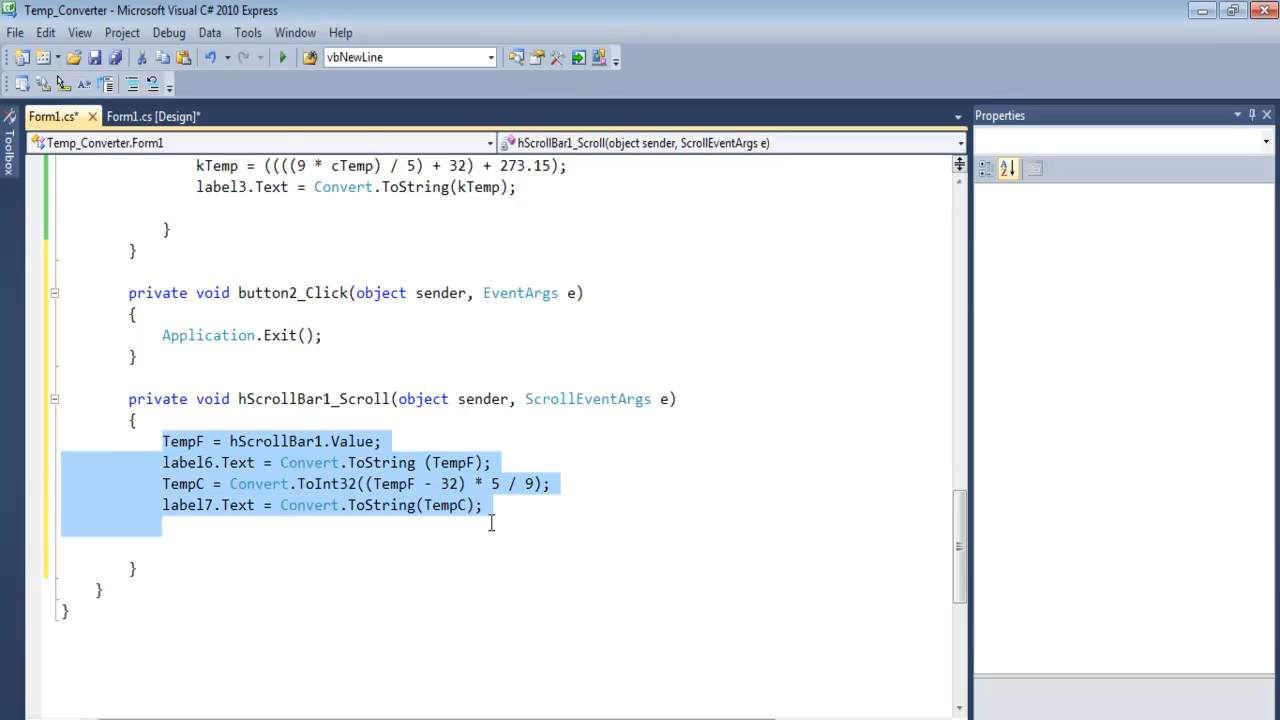 Temp_Converter - Microsoft Visual C# 2010 Express
File Edit View Project Debug Data Tools Window Help
vbNewLine
Form1.cs* Form1.cs [Design]*
Properties
Toolbox
Temp_Converter.Form1 hScrollBar1_Scroll(object sender, ScrollEventArgs e)
kTemp = ((((9 * cTemp) / 5) + 32) + 273.15);
label3.Text = Convert.ToString(kTemp);
}
}
private void button2_Click(object sender, EventArgs e)
{
Application.Exit();
}
private void hScrollBar1_Scroll(object sender, ScrollEventArgs e)
{
TempF = hScrollBar1.Value;
label6.Text = Convert.ToString (TempF);
TempC = Convert.ToInt32((TempF - 32) * 5 / 9);
label7.Text = Convert.ToString(TempC);
}
}
}